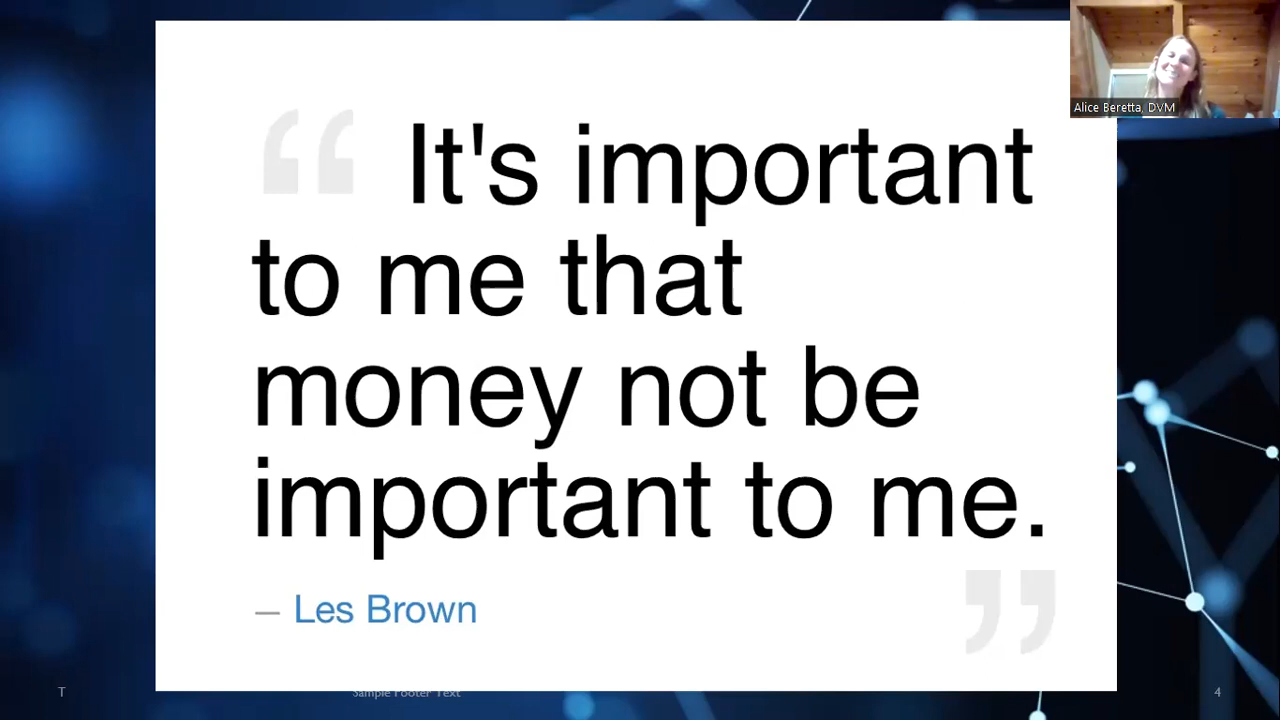 Alice Beretta, DVM
“ It's important
to me that
money not be
important to me.
— Les Brown ”
T Sample Footer Text 4